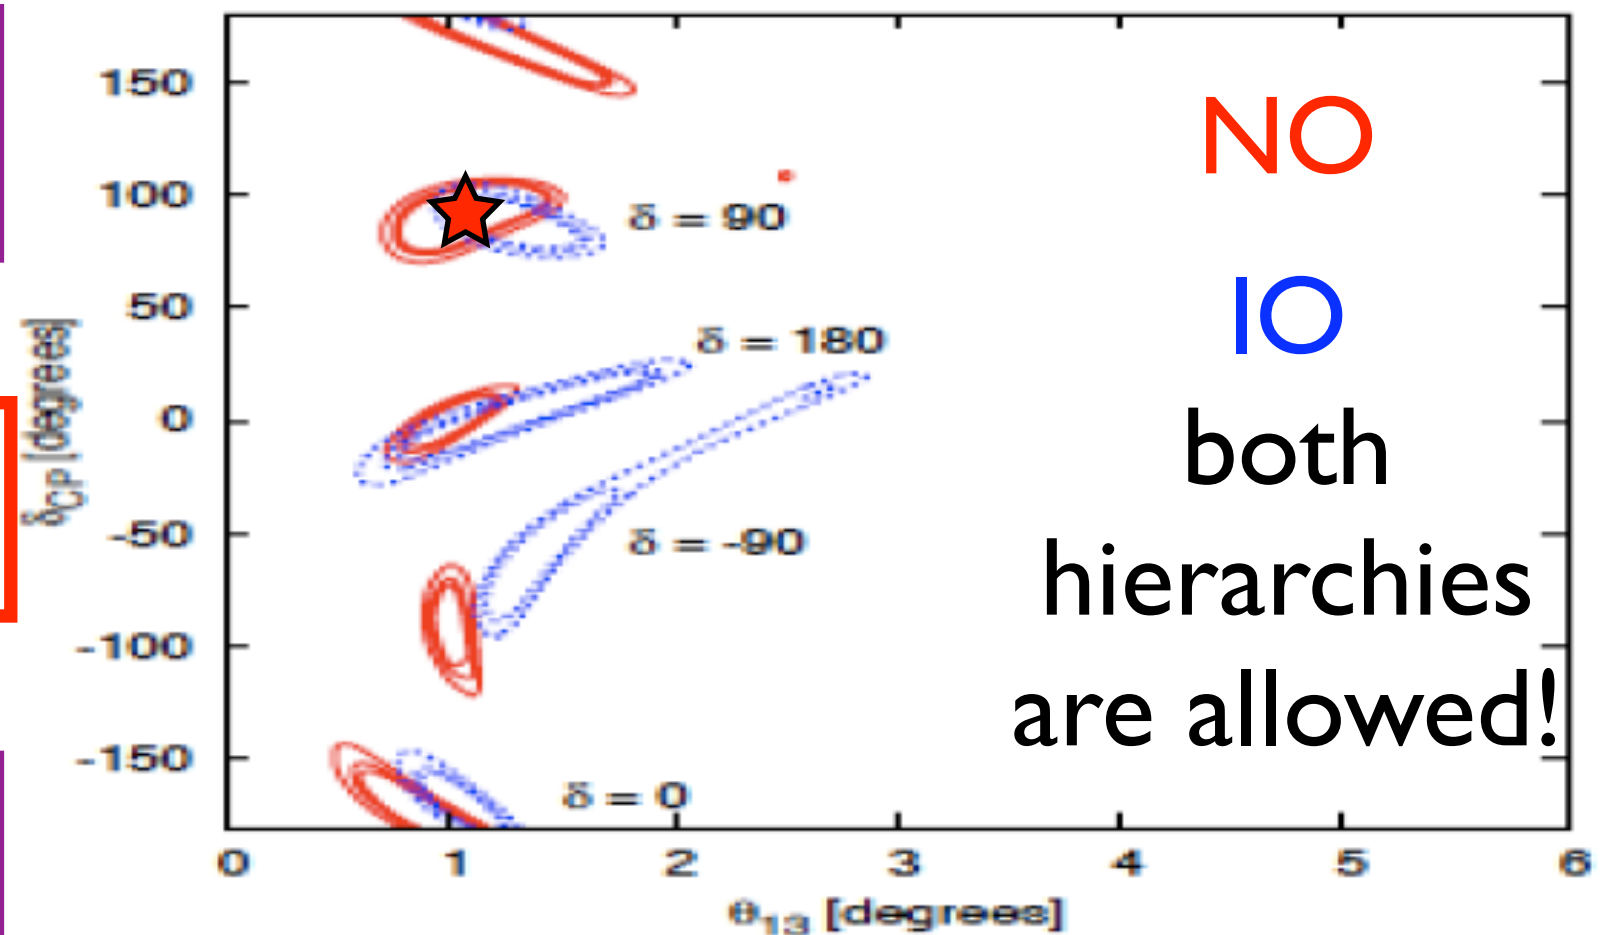 150
100
50
0
-50
-100
-150
δCP [degrees]
δ = 90
δ = 180
δ = -90
δ = 0
NO
IO
both
hierarchies
are allowed!
0 1 2 3 4 5 6
θ13 [degrees]